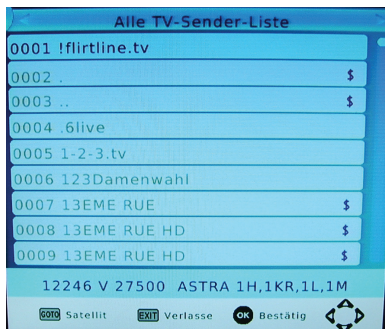 Alle TV-Sender-Liste
0001 !flirtline.tv
0002 . $
0003 .. $
0004 .6live
0005 1-2-3.tv
0006 123Damenwahl
0007 13EME RUE $
0008 13EME RUE HD $
0009 13EME RUE HD $
12246 V 27500 ASTRA 1H,1KR,1L,1M
GOTO Satellit EXIT Verlasse OK Bestätig